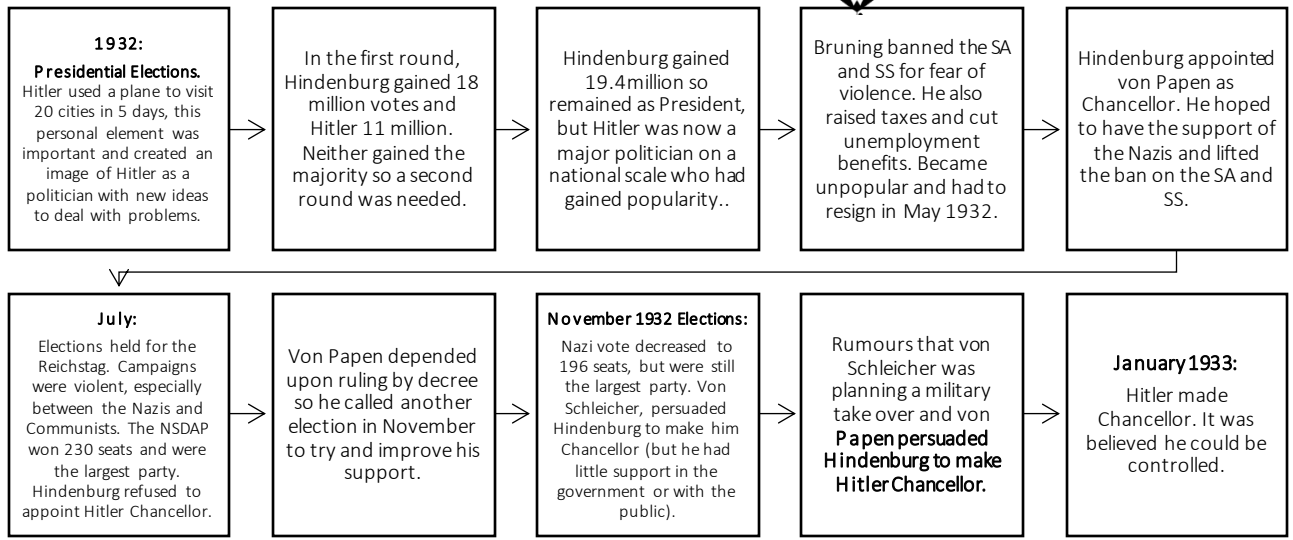 1932:
Presidential Elections.
Hitler used a plane to visit
20 cities in 5 days, this
personal element was
important and created an
image of Hitler as a
politician with new ideas
to deal with problems.
In the first round,
Hindenburg gained 18
million votes and
Hitler 11 million.
Neither gained the
majority so a second
round was needed.
Hindenburg gained
19.4million so
remained as President,
but Hitler was now a
major politician on a
national scale who had
gained popularity..
Bruning banned the SA
and SS for fear of
violence. He also
raised taxes and cut
unemployment
benefits. Became
unpopular and had to
resign in May 1932.
Hindenburg appointed
von Papen as
Chancellor. He hoped
to have the support of
the Nazis and lifted
the ban on the SA and
SS.
July:
Elections held for the
Reichstag. Campaigns
were violent, especially
between the Nazis and
Communists. The NSDAP
won 230 seats and were
the largest party.
Hindenburg refused to
appoint Hitler Chancellor.
Von Papen depended
upon ruling by decree
so he called another
election in November
to try and improve his
support.
November 1932 Elections:
Nazi vote decreased to
196 seats, but were still
the largest party. Von
Schleicher, persuaded
Hindenburg to make him
Chancellor (but he had
little support in the
government or with the
public).
Rumours that von
Schleicher was
planning a military
take over and von
Papen persuaded
Hindenburg to make
Hitler Chancellor.
January 1933:
Hitler made
Chancellor. It was
believed he could be
controlled.